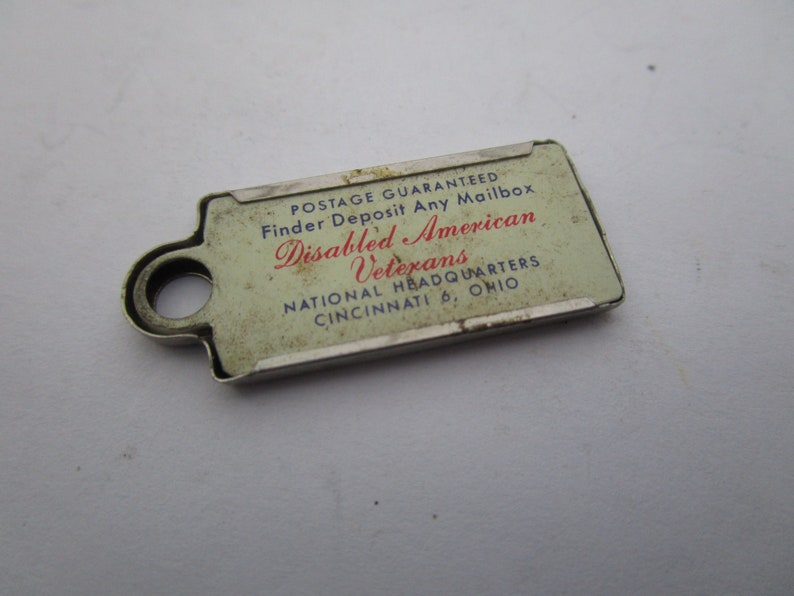 POSTAGE GUARANTEED
Finder Deposit Any Mailbox
Disabled American
Veterans
NATIONAL HEADQUARTERS
CINCINNATI 6, OHIO